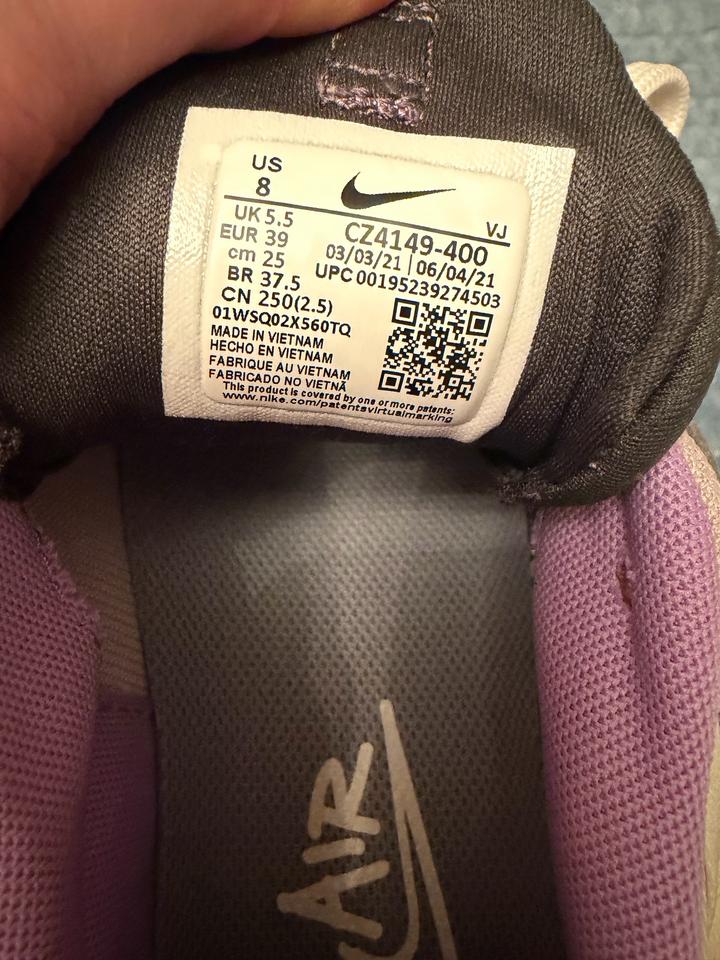 US
8
VJ
UK 5.5
EUR 39
cm 25
BR 37.5
CN 250(2.5)
CZ4149-400
03/03/21 | 06/04/21
UPC 00195239274503
01WSQ02X560TQ
MADE IN VIETNAM
HECHO EN VIETNAM
FABRIQUE AU VIETNAM
FABRICADO NO VIETNÃ
This product is covered by one or more patents:
www.nike.com/patentsvirtualmarking
AIR